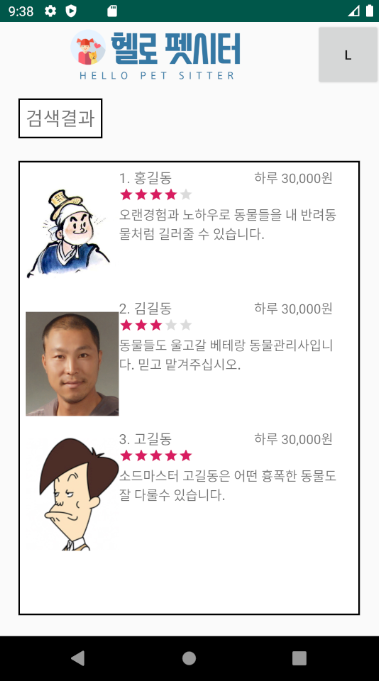 9:38
헬로 펫시터
HELLO PET SITTER
L
검색결과
1. 홍길동 하루 30,000원
오랜경험과 노하우로 동물들을 내 반려동
물처럼 길러줄 수 있습니다.
2. 김길동 하루 30,000원
동물들도 울고갈 베테랑 동물관리사입니
다. 믿고 맡겨주십시오.
3. 고길동 하루 30,000원
소드마스터 고길동은 어떤 흉폭한 동물도
잘 다룰수 있습니다.